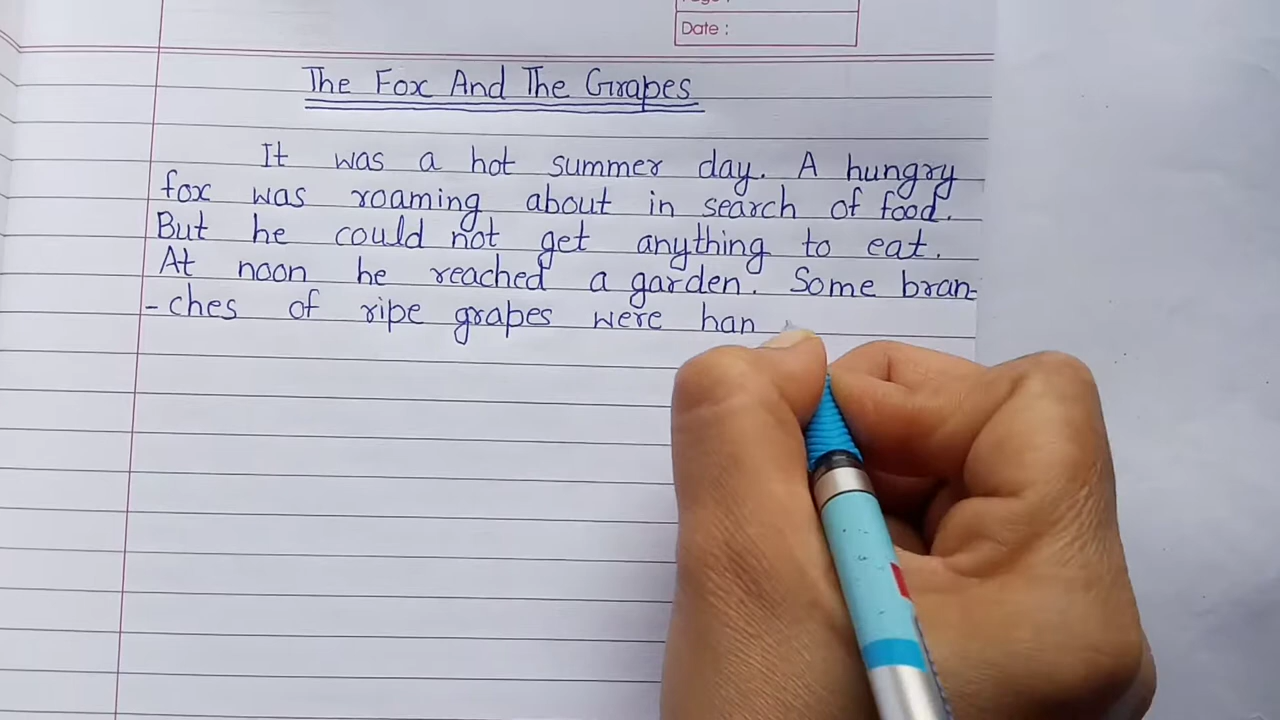 Date :
The Fox And The Grapes
It was a hot summer day. A hungry
fox was roaming about in search of food.
But he could not get anything to eat.
At noon he reached a garden. Some bran-
-ches of ripe grapes were han